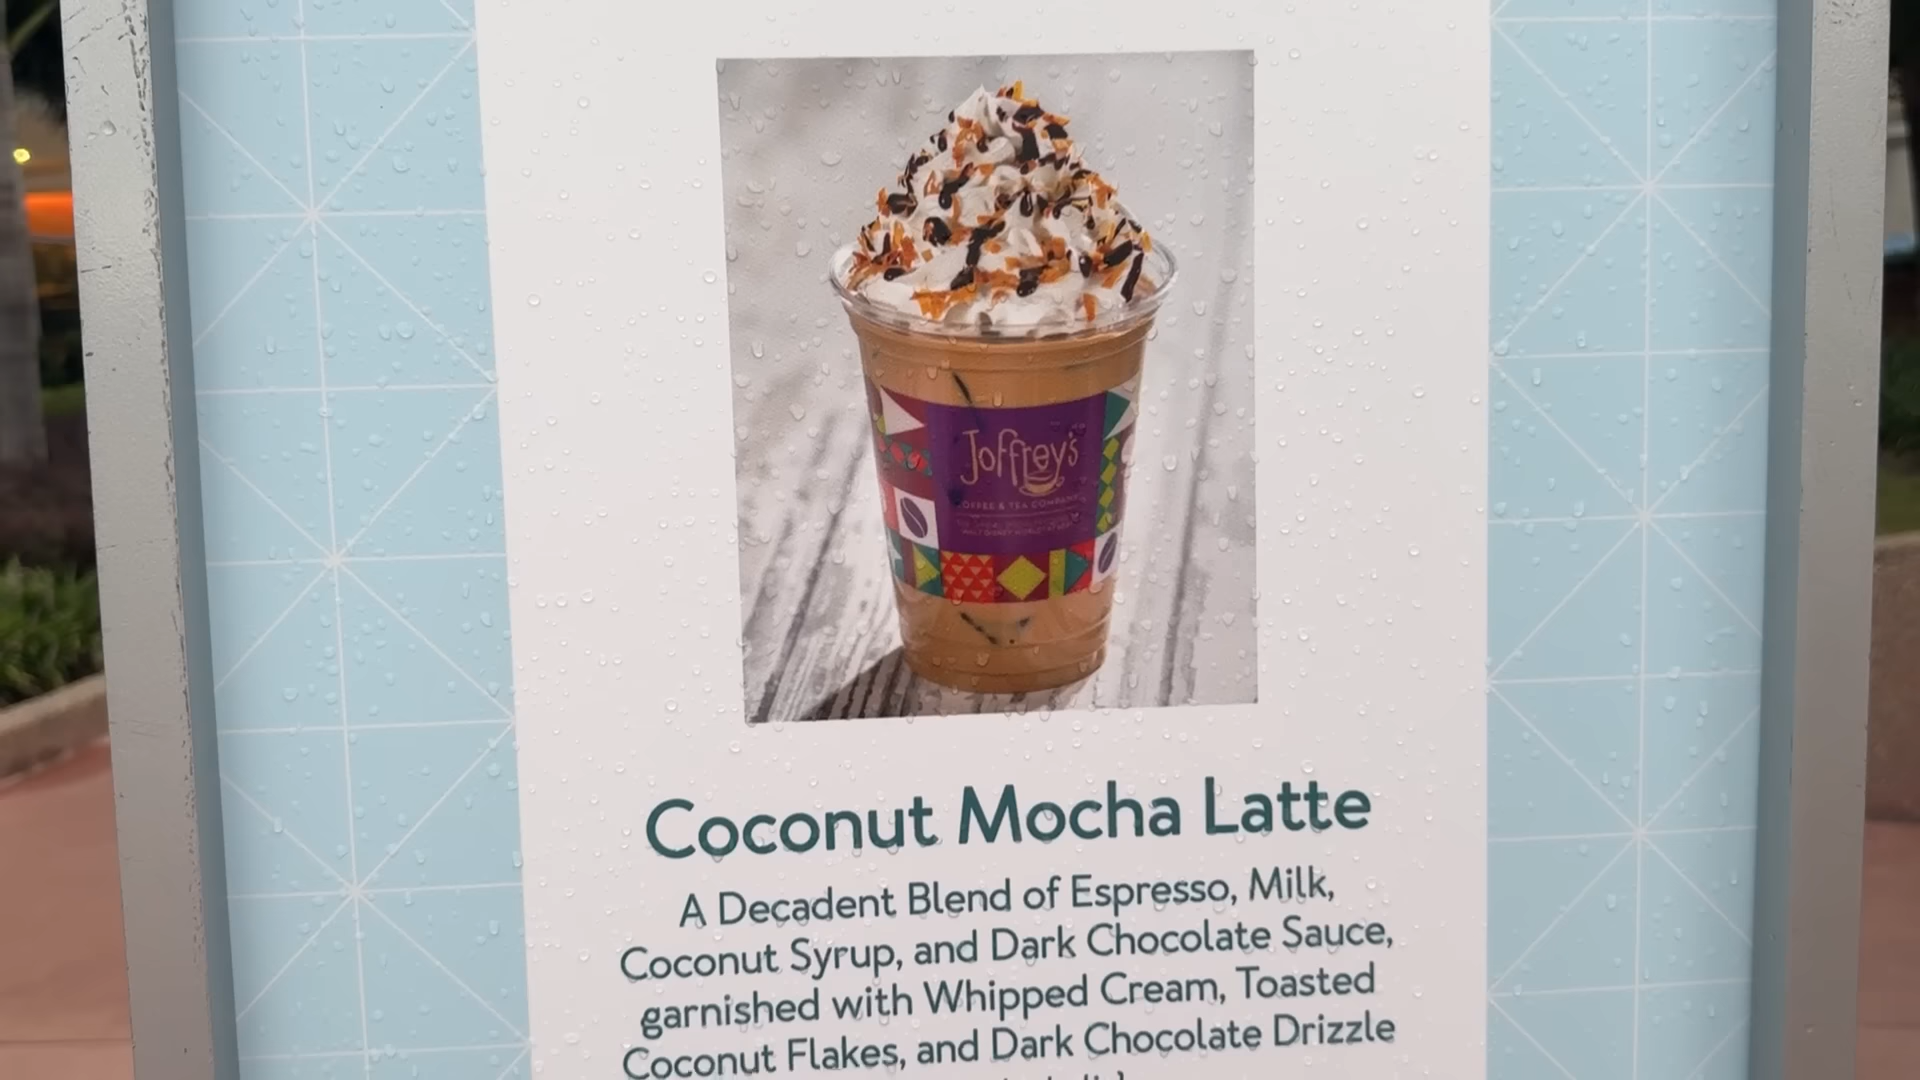 Joffrey's
COFFEE & TEA COMPANY
Coconut Mocha Latte
A Decadent Blend of Espresso, Milk,
Coconut Syrup, and Dark Chocolate Sauce,
garnished with Whipped Cream, Toasted
Coconut Flakes, and Dark Chocolate Drizzle